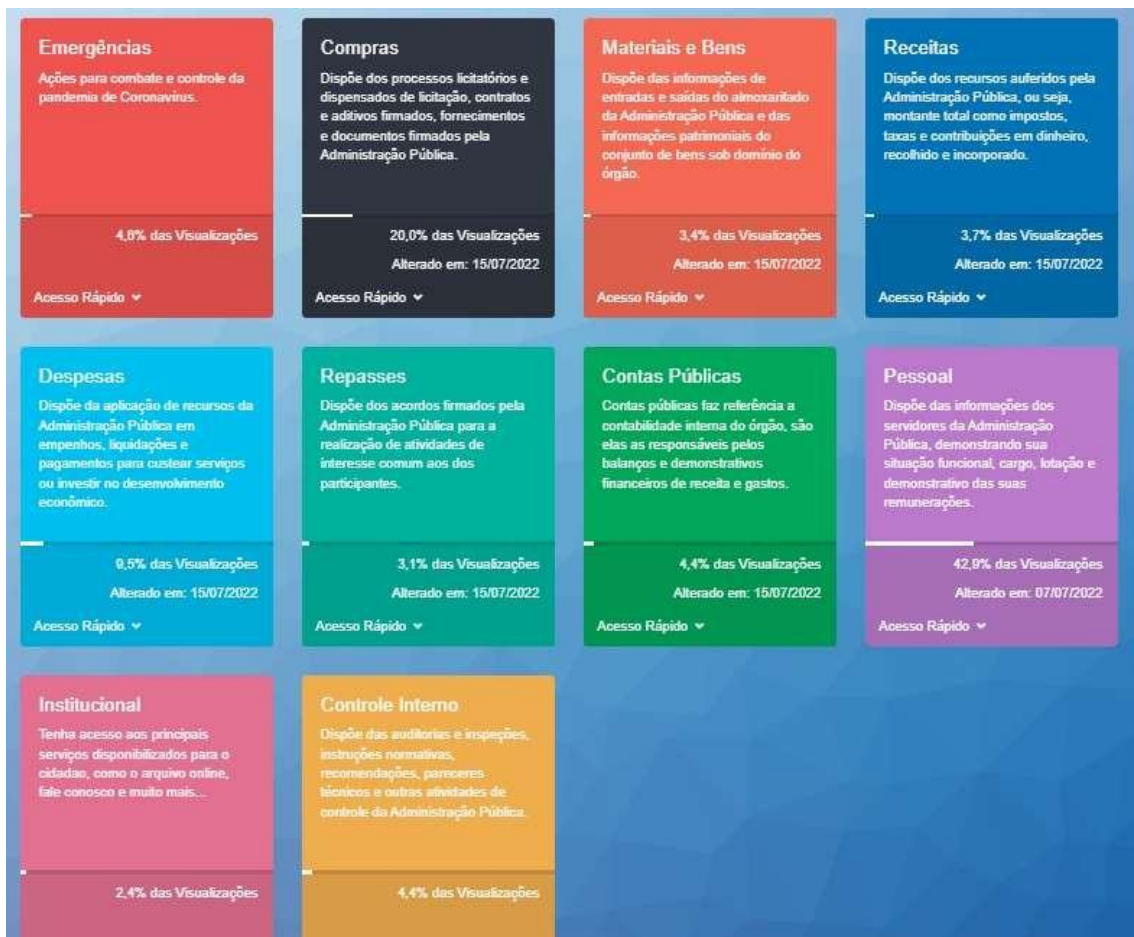 Emergências
Ações para combate e controle da
pandemia de Coronavírus.
4,8% das Visualizações
Acesso Rápido
Compras
Dispõe dos processos licitatórios e
dispensados de licitação, contratos
e aditivos firmados, fornecimentos
e documentos firmados pela
Administração Pública.
20,0% das Visualizações
Alterado em: 15/07/2022
Acesso Rápido
Materiais e Bens
Dispõe das informações de
entradas e saídas do almoxarifado
da Administração Pública e das
informações patrimoniais do
conjunto de bens sob domínio do
órgão.
3,4% das Visualizações
Alterado em: 15/07/2022
Acesso Rápido
Receitas
Dispõe dos recursos auferidos pela
Administração Pública, ou seja,
montante total como impostos,
taxas e contribuições em dinheiro,
recolhido e incorporado.
3,7% das Visualizações
Alterado em: 15/07/2022
Acesso Rápido
Despesas
Dispõe da aplicação de recursos da
Administração Pública em
empenhos, liquidações e
pagamentos para custear serviços
ou investir no desenvolvimento
econômico.
9,5% das Visualizações
Alterado em: 15/07/2022
Acesso Rápido
Repasses
Dispõe dos acordos firmados pela
Administração Pública para a
realização de atividades de
interesse comum aos dos
participantes.
3,1% das Visualizações
Alterado em: 15/07/2022
Acesso Rápido
Contas Públicas
Contas públicas faz referência a
contabilidade interna do órgão, são
elas as responsáveis pelos
balanços e demonstrativos
financeiros de receita e gastos.
4,4% das Visualizações
Alterado em: 15/07/2022
Acesso Rápido
Pessoal
Dispõe das informações dos
servidores da Administração
Pública, demonstrando sua
situação funcional, cargo, lotação e
demonstrativo das suas
remunerações.
42,9% das Visualizações
Alterado em: 07/07/2022
Acesso Rápido
Institucional
Tenha acesso aos principais
serviços disponibilizados para o
cidadao, como o arquivo online,
fale conosco e muito mais...
2,4% das Visualizações
Controle Interno
Dispõe das auditorias e inspeções,
instruções normativas,
recomendações, pareceres
técnicos e outras atividades de
controle da Administração Pública.
4,4% das Visualizações